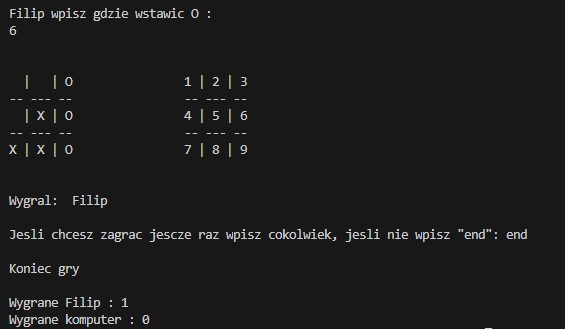 Filip wpisz gdzie wstawic O :
6
  |   | O                 1 | 2 | 3
-- --- --                 -- --- --
  | X | O                 4 | 5 | 6
-- --- --                 -- --- --
X | X | O                 7 | 8 | 9
Wygral:  Filip
Jesli chcesz zagrac jescze raz wpisz cokolwiek, jesli nie wpisz "end": end
Koniec gry
Wygrane Filip : 1
Wygrane komputer : 0